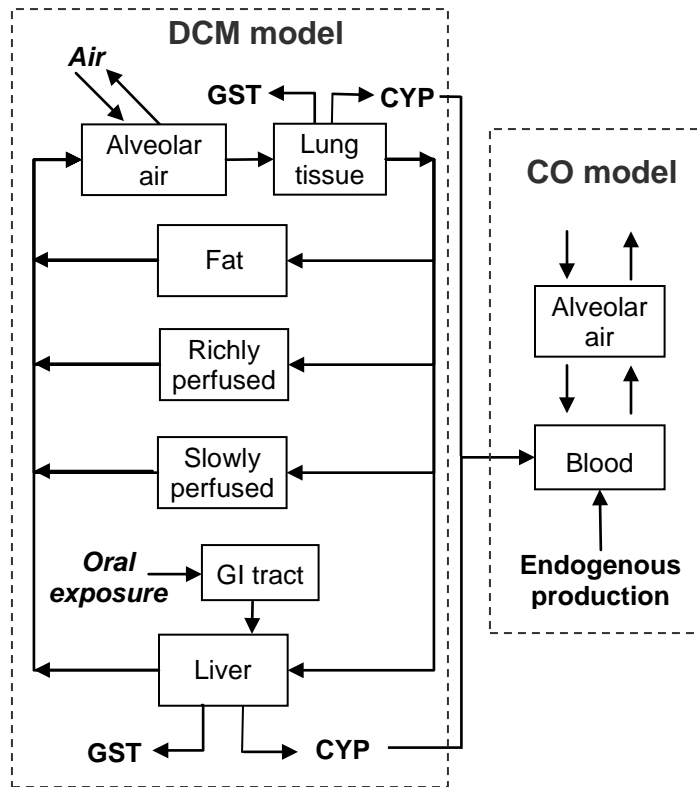 DCM model
Air
GST
CYP
Alveolar
air
Lung
tissue
Fat
Richly
perfused
Slowly
perfused
Oral
exposure
GI tract
Liver
GST
CYP
CO model
Alveolar
air
Blood
Endogenous
production